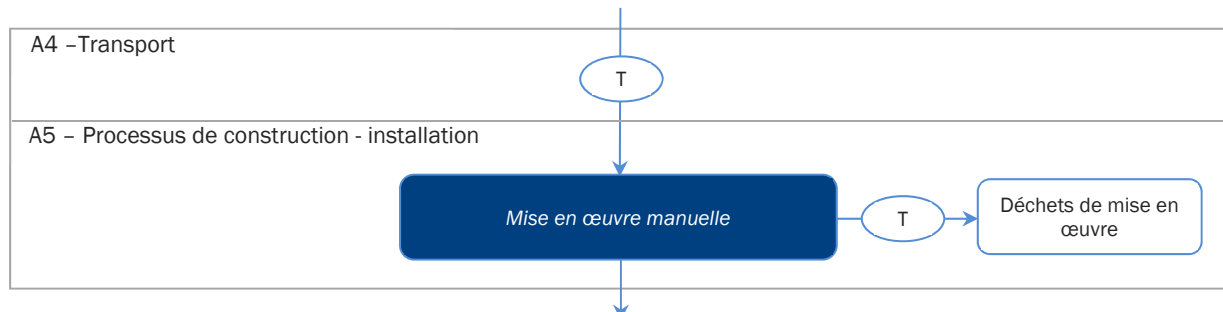 A4 –Transport
T
A5 – Processus de construction - installation
Mise en œuvre manuelle
T
Déchets de mise en
œuvre